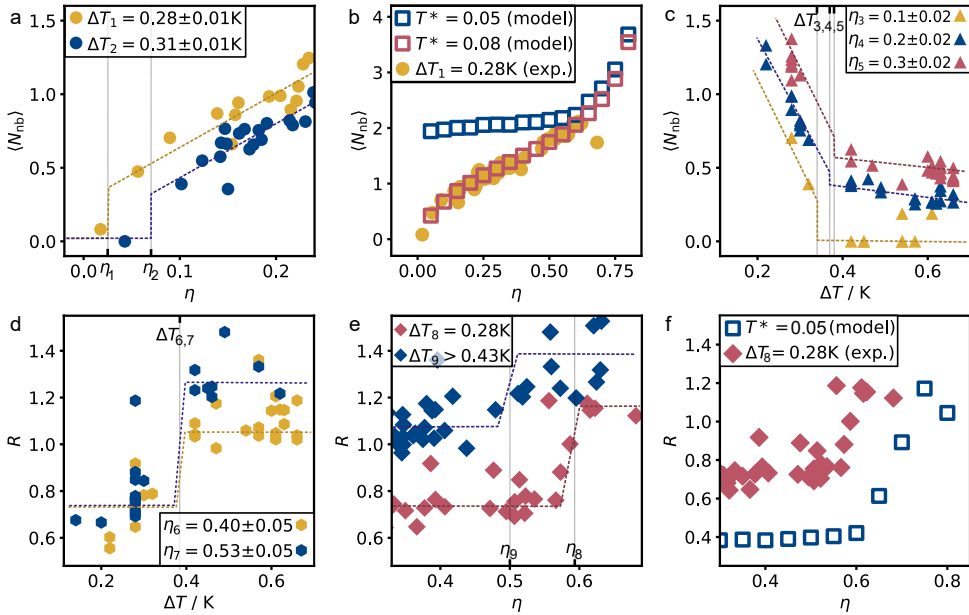 a
ΔT₁ = 0.28±0.01K
ΔT₂ = 0.31±0.01K
⟨N_nb⟩
1.5
1.0
0.5
0.0
0.0 η₁ η₂ 0.1 0.2
η
b
T* = 0.05 (model)
T* = 0.08 (model)
ΔT₁ = 0.28K (exp.)
⟨N_nb⟩
4
2
0
0.00 0.25 0.50 0.75
η
c
ΔT
3,4,5
η₃ = 0.1±0.02
η₄ = 0.2±0.02
η₅ = 0.3±0.02
⟨N_nb⟩
1.5
1.0
0.5
0.0
0.2 0.4 0.6
ΔT / K
d
ΔT₆,₇
R
1.4
1.2
1.0
0.8
0.6
η₆ = 0.40±0.05
η₇ = 0.53±0.05
0.2 0.4 0.6
ΔT / K
e
ΔT₈ = 0.28K
ΔT₉ > 0.43K
R
1.4
1.2
1.0
0.8
0.6
η₉ η₈
0.4 0.5 0.6
η
f
T* = 0.05 (model)
ΔT₈ = 0.28K (exp.)
R
1.4
1.2
1.0
0.8
0.6
0.4
0.4 0.6 0.8
η